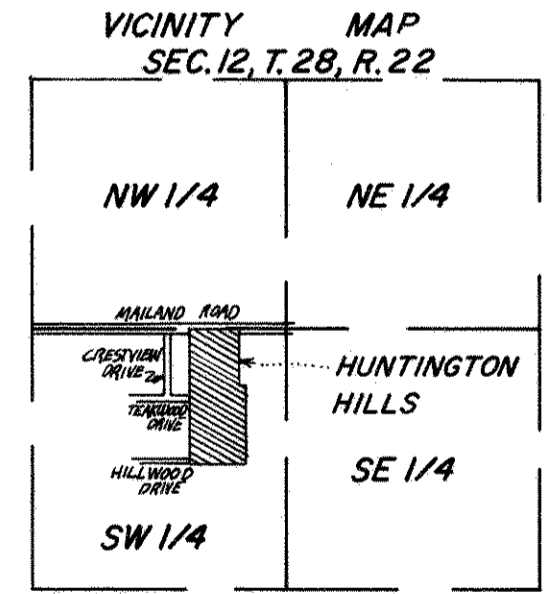 VICINITY MAP
SEC. 12, T. 28, R. 22
NW 1/4
NE 1/4
MAILAND ROAD
CRESTVIEW
DRIVE
TEAKWOOD
DRIVE
HUNTINGTON
HILLS
HILLWOOD
DRIVE
SE 1/4
SW 1/4